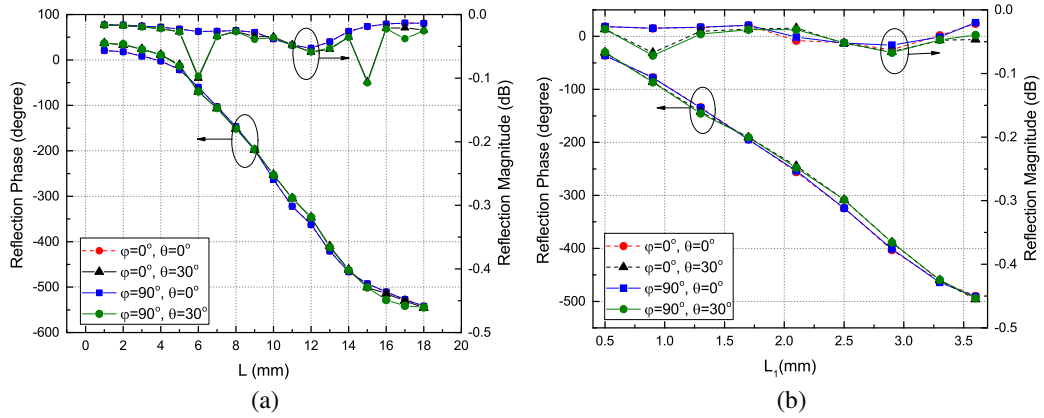 100
0
-100
-200
-300
-400
-500
-600
Reflection Phase (degree)
0.0
-0.1
-0.2
-0.3
-0.4
-0.5
Reflection Magnitude (dB)
φ=0°, θ=0°
φ=0°, θ=30°
φ=90°, θ=0°
φ=90°, θ=30°
0 2 4 6 8 10 12 14 16 18 20
L (mm)
(a)
0
-100
-200
-300
-400
-500
Reflection Phase (degree)
0.0
-0.1
-0.2
-0.3
-0.4
-0.5
Reflection Magnitude (dB)
φ=0°, θ=0°
φ=0°, θ=30°
φ=90°, θ=0°
φ=90°, θ=30°
0.5 1.0 1.5 2.0 2.5 3.0 3.5
L₁(mm)
(b)